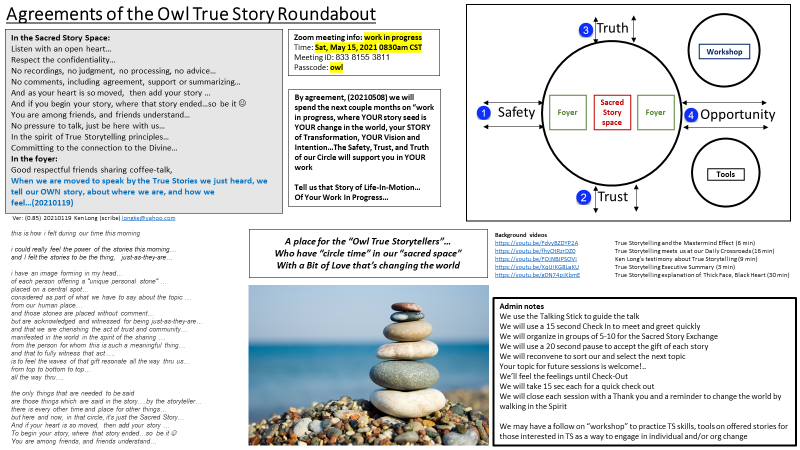 Agreements of the Owl True Story Roundabout
In the Sacred Story Space:
Listen with an open heart…
Respect the confidentiality…
No recordings, no judgment, no processing, no advice…
No comments, including agreement, support or summarizing…
And as your heart is so moved, then add your story …
And if you begin your story, where that story ended…so be it ☺
You are among friends, and friends understand…
No pressure to talk, just be here with us…
In the spirit of True Storytelling principles…
Committing to the connection to the Divine…
In the foyer:
Good respectful friends sharing coffee-talk,
When we are moved to speak by the True Stories we just heard, we
tell our OWN story, about where we are, and how we
feel…(20210119)
Ver: (0.85) 20210119 Ken Long (scribe) longke@yahoo.com
Zoom meeting info: work in progress
Time: Sat, May 15, 2021 0830am CST
Meeting ID: 833 8155 3811
Passcode: owl
By agreement, (20210508) we will
spend the next couple months on "work
in progress, where YOUR story seed is
YOUR change in the world, your STORY
of Transformation, YOUR Vision and
Intention…The Safety, Trust, and Truth
of our Circle will support you in YOUR
work
Tell us that Story of Life-In-Motion…
Of Your Work In Progress…
3 Truth
1 Safety
Foyer
Sacred
Story
space
Foyer
4 Opportunity
2 Trust
Workshop
Tools
this is how i felt during our time this morning
i could really feel the power of the stories this morning…
and I felt the stories to be the thing, just-as-they-are…
i have an image forming in my head…
of each person offering a "unique personal stone" …
placed on a central spot…
considered as part of what we have to say about the topic …
from our human place…
and those stones are placed without comment…
but are acknowledged and witnessed for being just-as-they-are…
and that we are cherishing the act of trust and community…
manifested in the world in the spirit of the sharing …
from the person for whom this is such a meaningful thing…
and that to fully witness that act…..
is to feel the waves of that gift resonate all the way thru us…
from top to bottom to top…
all the way thru….
the only things that are needed to be said
are those things which are said in the story….by the storyteller…
there is every other time and place for other things…
but here and now, in that circle, it's just the Sacred Story…
And if your heart is so moved, then add your story …
To begin your story, where that story ended…so be it ☺
You are among friends, and friends understand…
A place for the "Owl True Storytellers"…
Who have "circle time" in our "sacred space"
With a Bit of Love that's changing the world
Background videos
True Storytelling and the Mastermind Effect (6 min)
True Storytelling meets us at our Daily Crossroads (16 min)
Ken Long's testimony about True Storytelling (9 min)
True Storytelling Executive Summary (3 min)
True Storytelling explanation of Thick Face, Black Heart (30 min)
Admin notes
We use the Talking Stick to guide the talk
We will use a 15 second Check In to meet and greet quickly
We will organize in groups of 5-10 for the Sacred Story Exchange
We will use a 20 second pause to accept the gift of each story
We will reconvene to sort our and select the next topic
Your topic for future sessions is welcome!..
We'll feel the feelings until Check-Out
We will take 15 sec each for a quick check out
We will close each session with a Thank you and a reminder to change the world by
walking in the Spirit
We may have a follow on "workshop" to practice TS skills, tools on offered stories for
those interested in TS as a way to engage in individual and/or org change